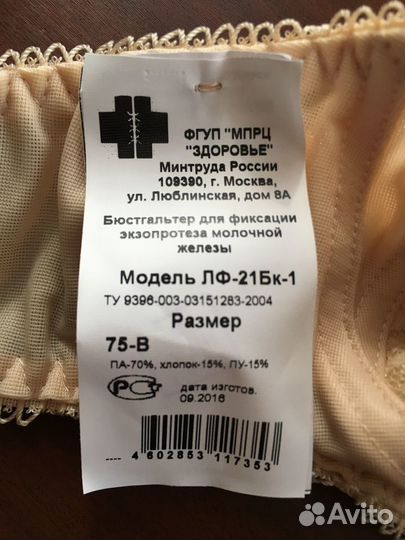 ФГУП "МПРЦ
"ЗДОРОВЬЕ"
Минтруда России
109390, г. Москва,
ул. Люблинская, дом 8А
Бюстгальтер для фиксации
экзопротеза молочной
железы
Модель ЛФ-21Бк-1
ТУ 9396-003-03151283-2004
Размер
75-В
ПА-70%, хлопок-15%, ПУ-15%
РСТ
дата изготов.
09.2016
4 602853 117353
Avito